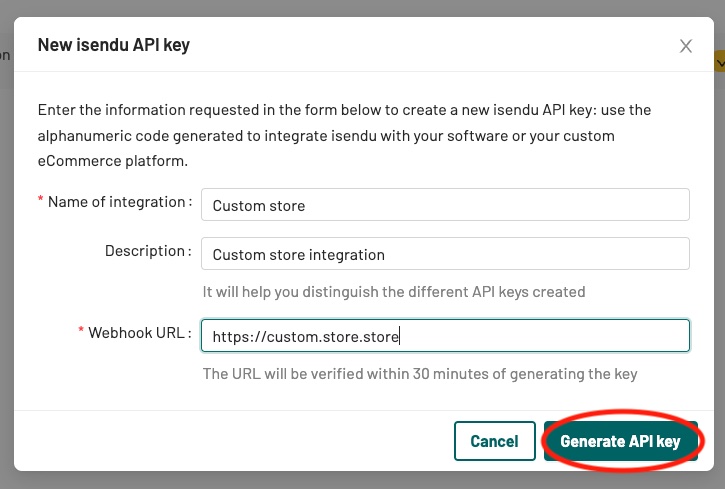 New isendu API key
on
Enter the information requested in the form below to create a new isendu API key: use the
alphanumeric code generated to integrate isendu with your software or your custom
eCommerce platform.
* Name of integration: Custom store
Description: Custom store integration
It will help you distinguish the different API keys created
* Webhook URL: https://custom.store.store
The URL will be verified within 30 minutes of generating the key
Cancel Generate API key